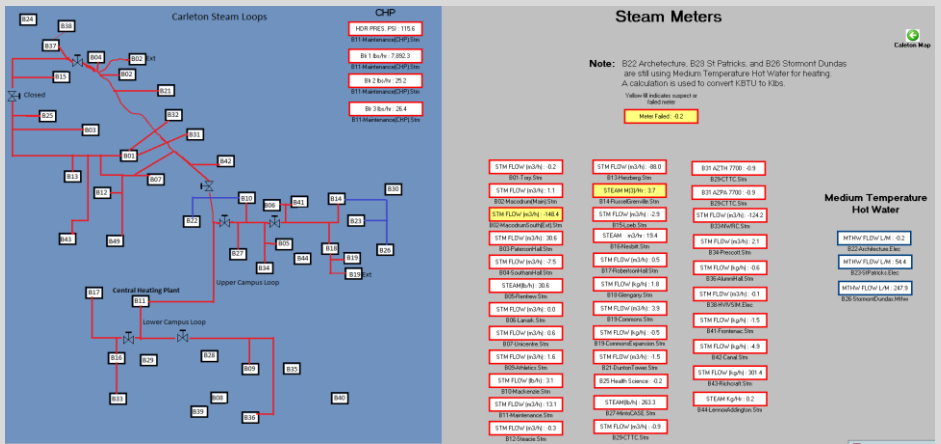 Carleton Steam Loops
CHP
HDR PRES. PSI : 115.6
B11-Maintenance(CHP).Stm
Blr 1 lbs/hr : 7,892.3
B11-Maintenance(CHP).Stm
Blr 2 lbs/hr : 25.2
B11-Maintenance(CHP).Stm
Blr 3 lbs/hr : 26.4
B11-Maintenance(CHP).Stm
B24
B38
B37
B04
B02 Ext
B02
B15
B21
Closed
B25
B32
B03
B31
B01
B42
B13
B07
B12
B10
B14
B30
B06
B41
B22
B23
B43
B49
B27
B05
B18
B26
B34
B44
B19
B19 Ext
Upper Campus Loop
B17
Central Heating Plant
B11
Lower Campus Loop
B16
B29
B28
B09
B35
B33
B08
B40
B39
B36
Steam Meters
Caleton Map
Note: B22 Archetecture, B23 St Patricks, and B26 Stormont Dundas
are still using Medium Temperature Hot Water for heating.
A calculation is used to convert KBTU to Klbs.
Yellow fill indicates suspect or
failed meter
Meter Failed : -0.2
STM FLOW (m3/h) : -0.2
B01-Tory.Stm
STM FLOW (m3/h) : 1.1
B02-Macodrum(Main).Stm
STM FLOW (m3/h) : -148.4
B02-MacodrumSouth(Ext).Stm
STM FLOW (m3/h) : 30.6
B03-PatersonHall.Stm
STM FLOW (m3/h) : -7.5
B04-SouthamHall.Stm
STEAM(lb/h) : 30.6
B05-Renfrew.Stm
STM FLOW (m3/h) : 0.0
B06-Lanark.Stm
STM FLOW (m3/h) : 0.6
B07-Unicentre.Stm
STM FLOW (m3/h) : 1.6
B09-Athletics.Stm
STM FLOW (lb/h) : 3.1
B10-Mackenzie.Stm
STM FLOW (m3/h) : 13.1
B11-Maintenance.Stm
STM FLOW (m3/h) : -0.3
B12-Steacie.Stm
STM FLOW (m3/h) : -88.0
B13-Herzberg.Stm
STEAM M(3)/Hr : 3.7
B14-RusselGrenville.Stm
STM FLOW (m3/h) : -2.9
B15-Loeb.Stm
STEAM m3/hr : 19.4
B16-Nesbitt.Stm
STM FLOW (m3/h) : 0.5
B17-RobertsonHall.Stm
STM FLOW (kg/h) : 1.8
B18-Glengarry.Stm
STM FLOW (m3/h) : 3.9
B19-Commons.Stm
STM FLOW (kg/h) : -0.5
B19-CommonsExpansion.Stm
STM FLOW (m3/h) : -1.5
B21-DuntonTower.Stm
B25 Health Science : -0.2
STEAM(lb/h) : 263.3
B27-MintoCASE.Stm
STM FLOW (m3/h) : -0.9
B29-CTTC.Stm
B31 AZTH 7700 : -0.9
B29-CTTC.Stm
B31 AZPA 7700 : -0.9
B29-CTTC.Stm
STM FLOW (m3/h) : -124.2
B33-NWRC.Stm
STM FLOW (m3/h) : 2.1
B34-Prescott.Stm
STM FLOW (kg/h) : -0.6
B35-AlumniHall.Stm
STM FLOW (m3/h) : -0.1
B38-HVIVSIM.Elec
STM FLOW (kg/h) : -1.5
B41-Frontenac.Stm
STM FLOW (kg/h) : 4.9
B42-Canal.Stm
STM FLOW (kg/h) : 301.4
B43-Richcraft.Stm
STEAM Kg/Hr : 0.2
B44-LennoxAddington.Stm
Medium Temperature
Hot Water
MTHW FLOW L/M : -0.2
B22-Architecture.Elec
MTHW FLOW L/M : 54.4
B23-StPatricks.Elec
MTHW FLOW L/M : 247.9
B26-StormontDundas.Mthw